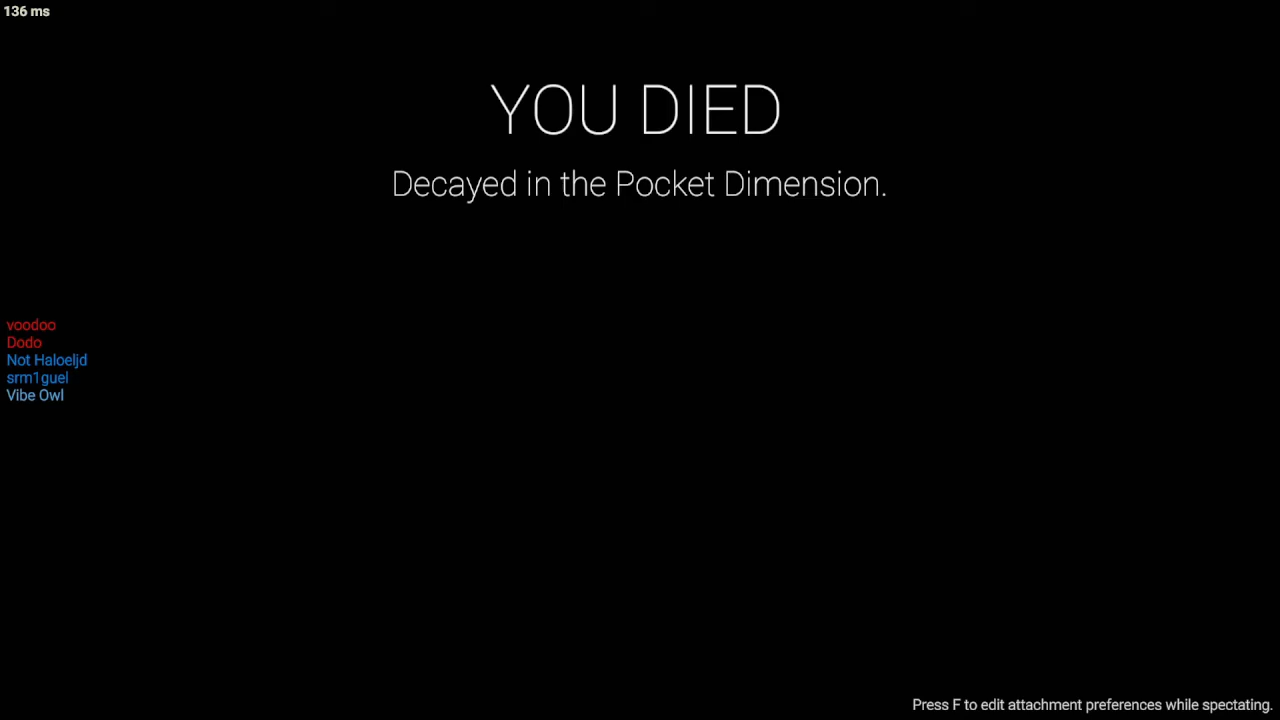 136 ms
YOU DIED
Decayed in the Pocket Dimension.
voodoo
Dodo
Not Haloeljd
srm1guel
Vibe Owl
Press F to edit attachment preferences while spectating.